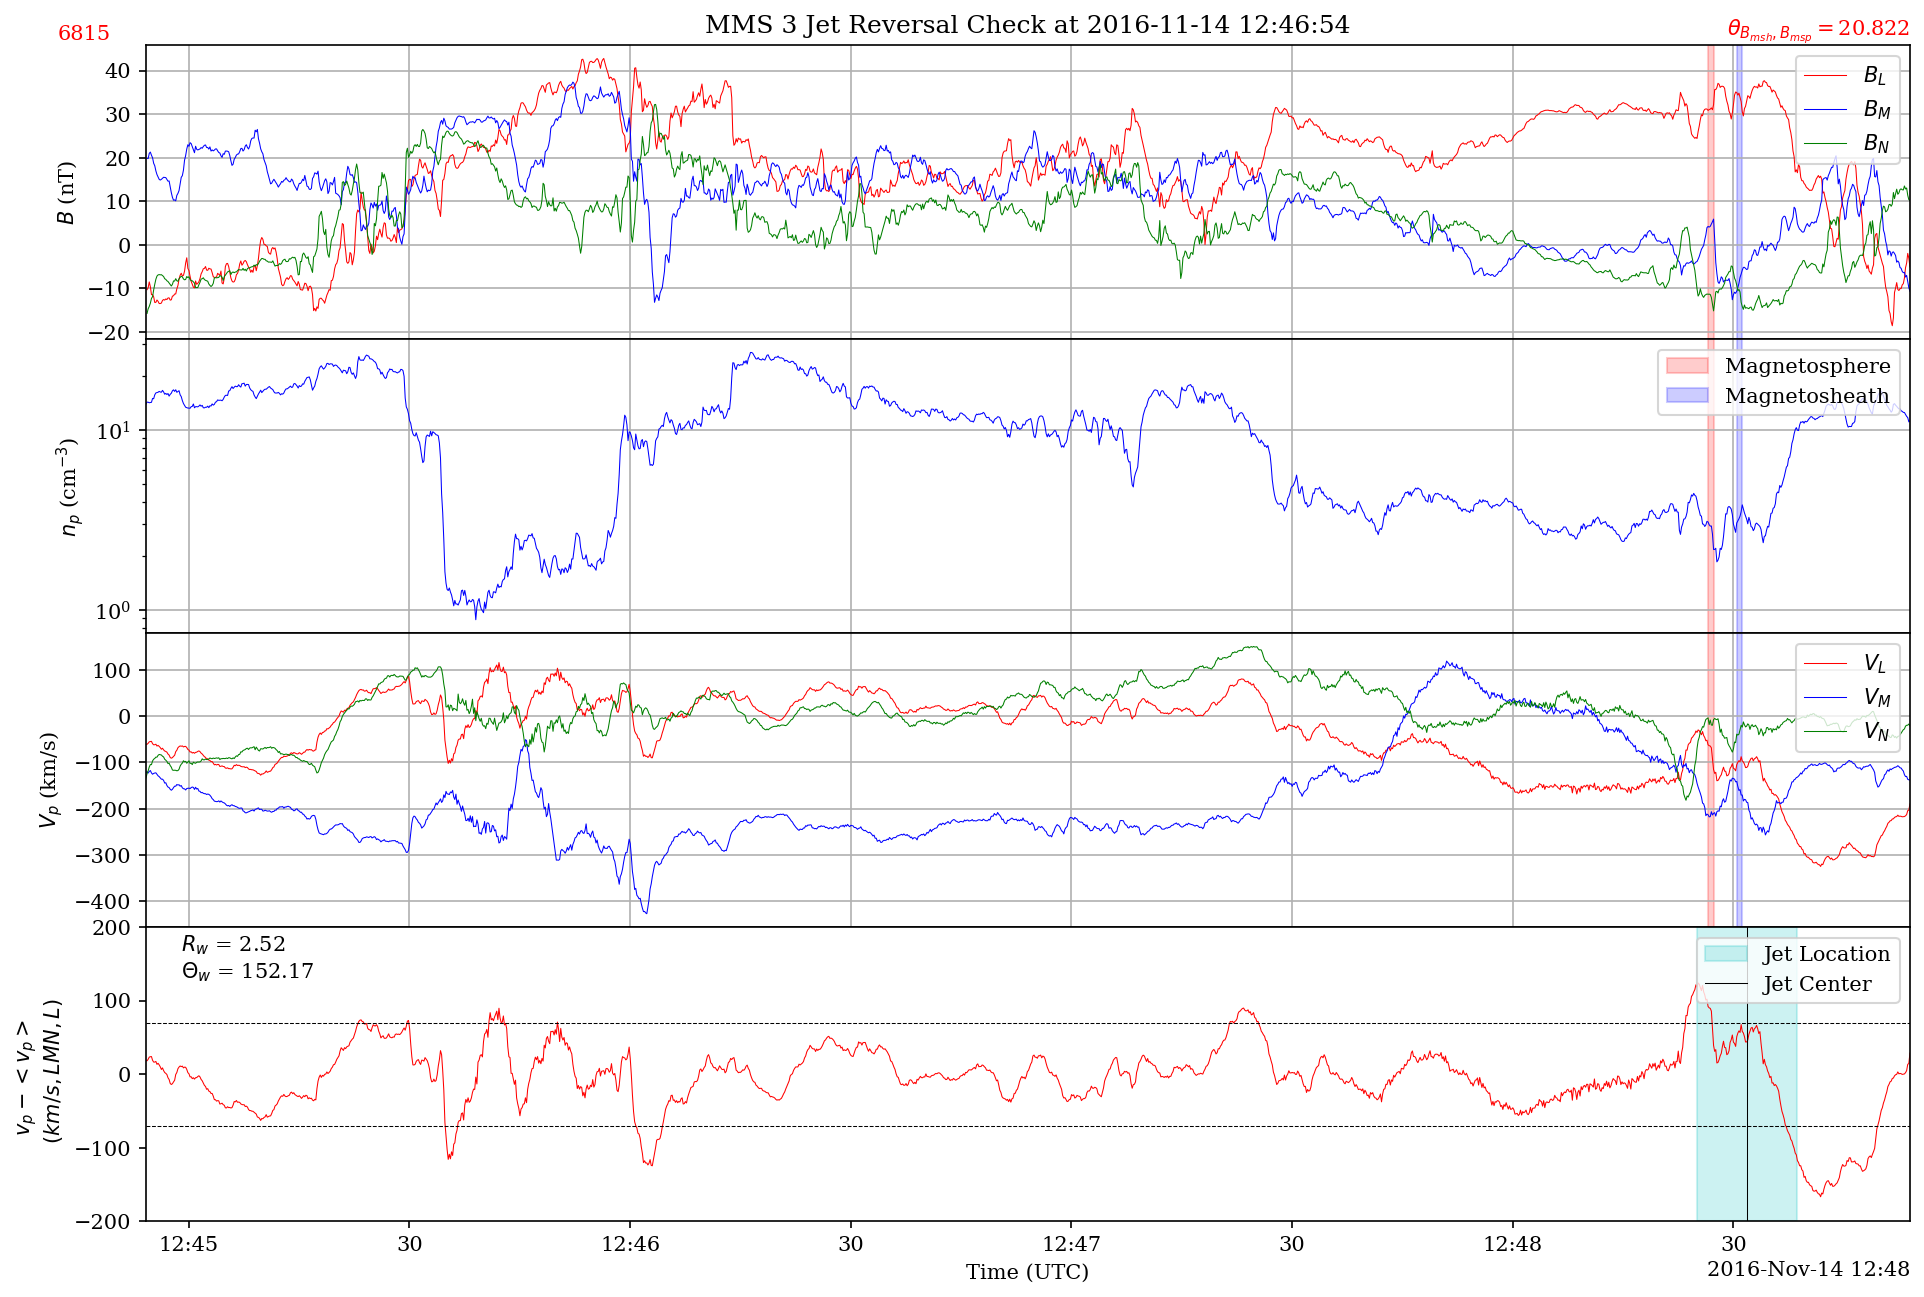 MMS 3 Jet Reversal Check at 2016-11-14 12:46:54
6815
θ_{B_{msh}, B_{msp}} = 20.822
B (nT)
40
30
20
10
0
−10
−20
B_L
B_M
B_N
n_p (cm^{−3})
10^1
10^0
Magnetosphere
Magnetosheath
V_p (km/s)
100
0
−100
−200
−300
−400
V_L
V_M
V_N
v_p − < v_p >
(km/s, LMN, L)
200
100
0
−100
−200
R_w = 2.52
Θ_w = 152.17
Jet Location
Jet Center
12:45 30 12:46 30 12:47 30 12:48 30
Time (UTC)
2016-Nov-14 12:48